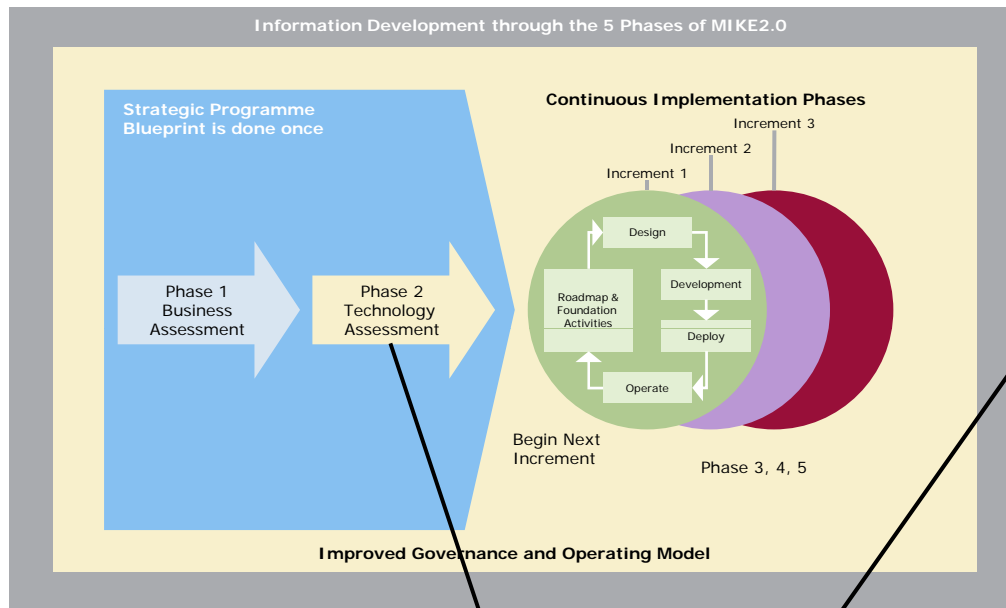 Information Development through the 5 Phases of MIKE2.0
Strategic Programme
Blueprint is done once
Continuous Implementation Phases
Increment 3
Increment 2
Increment 1
Phase 1
Business
Assessment
Phase 2
Technology
Assessment
Design
Development
Roadmap &
Foundation
Activities
Deploy
Operate
Begin Next
Increment
Phase 3, 4, 5
Improved Governance and Operating Model